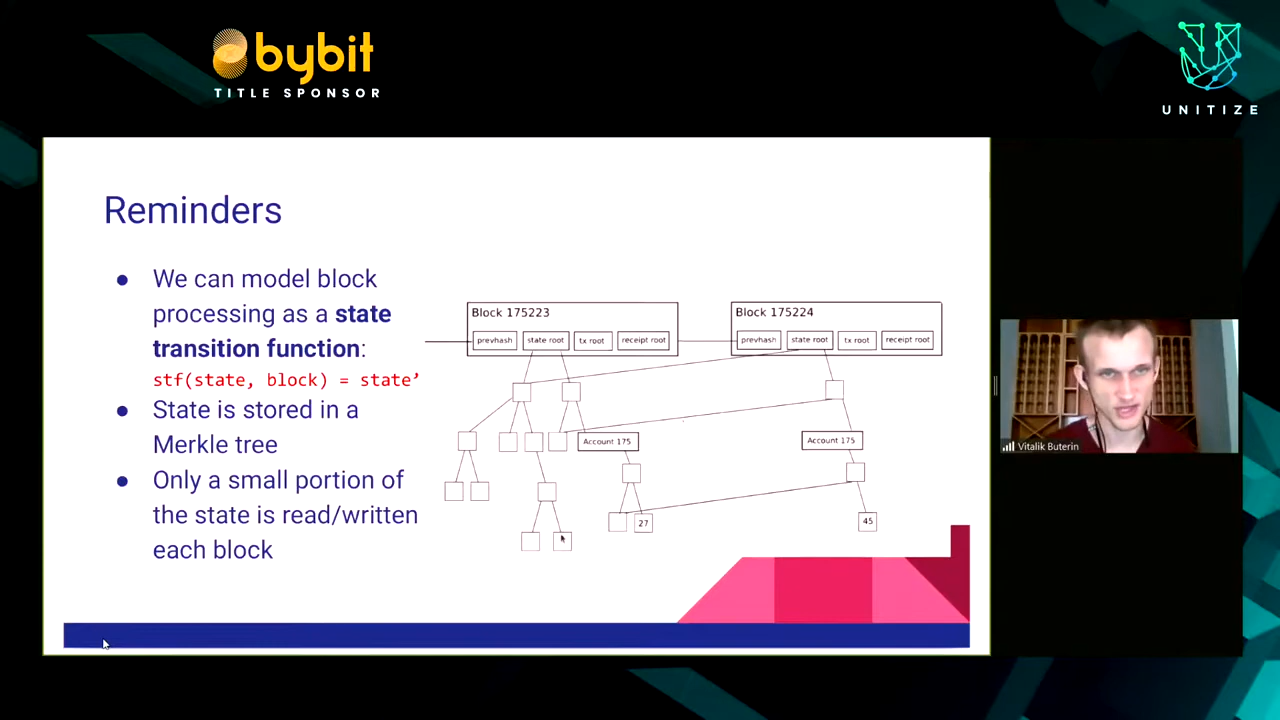 bybit
TITLE SPONSOR
UNITIZE
Reminders
● We can model block
processing as a state
transition function:
stf(state, block) = state’
● State is stored in a
Merkle tree
● Only a small portion of
the state is read/written
each block
Block 175223
prevhash
state root
tx root
receipt root
Block 175224
prevhash
state root
tx root
receipt root
Account 175
Account 175
27
45
Vitalik Buterin